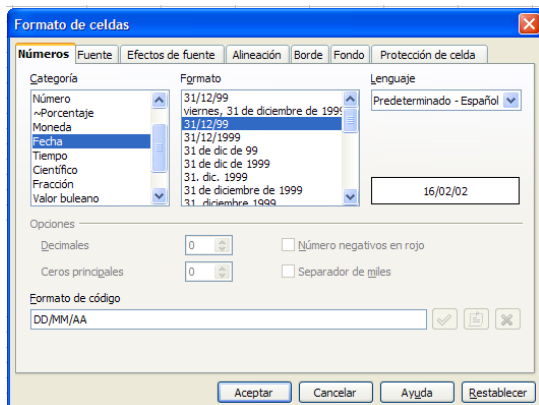 Formato de celdas
Números Fuente Efectos de fuente Alineación Borde Fondo Protección de celda
Categoría
Número
~Porcentaje
Moneda
Fecha
Tiempo
Científico
Fracción
Valor buleano
Formato
31/12/99
viernes, 31 de diciembre de 1999
31/12/99
31/12/1999
31 de dic de 99
31 de dic de 1999
31. dic. 1999
31 de diciembre de 1999
31. diciembre 1999
Lenguaje
Predeterminado - Español
16/02/02
Opciones
Decimales 0 Número negativos en rojo
Ceros principales 0 Separador de miles
Formato de código
DD/MM/AA
Aceptar Cancelar Ayuda Restablecer